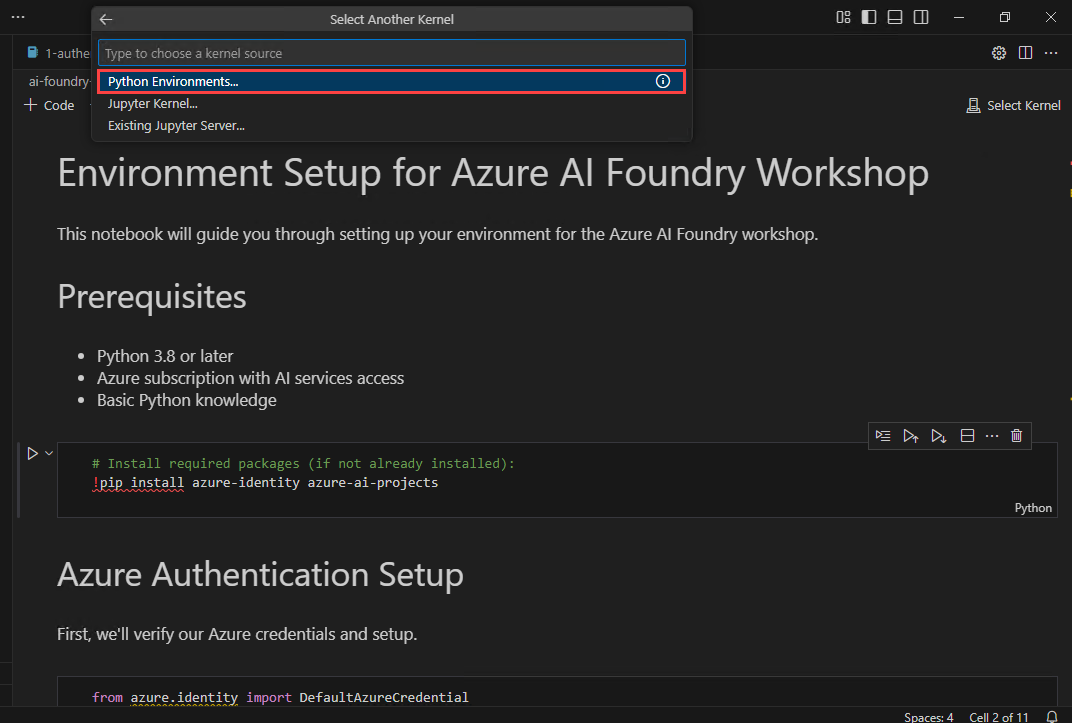 Select Another Kernel
1-authe
Type to choose a kernel source
ai-foundry-
Python Environments...
Code
Jupyter Kernel...
Select Kernel
Existing Jupyter Server...
Environment Setup for Azure AI Foundry Workshop
This notebook will guide you through setting up your environment for the Azure AI Foundry workshop.
Prerequisites
Python 3.8 or later
Azure subscription with AI services access
Basic Python knowledge
# Install required packages (if not already installed):
!pip install azure-identity azure-ai-projects
Python
Azure Authentication Setup
First, we'll verify our Azure credentials and setup.
from azure.identity import DefaultAzureCredential
Spaces: 4 Cell 2 of 11